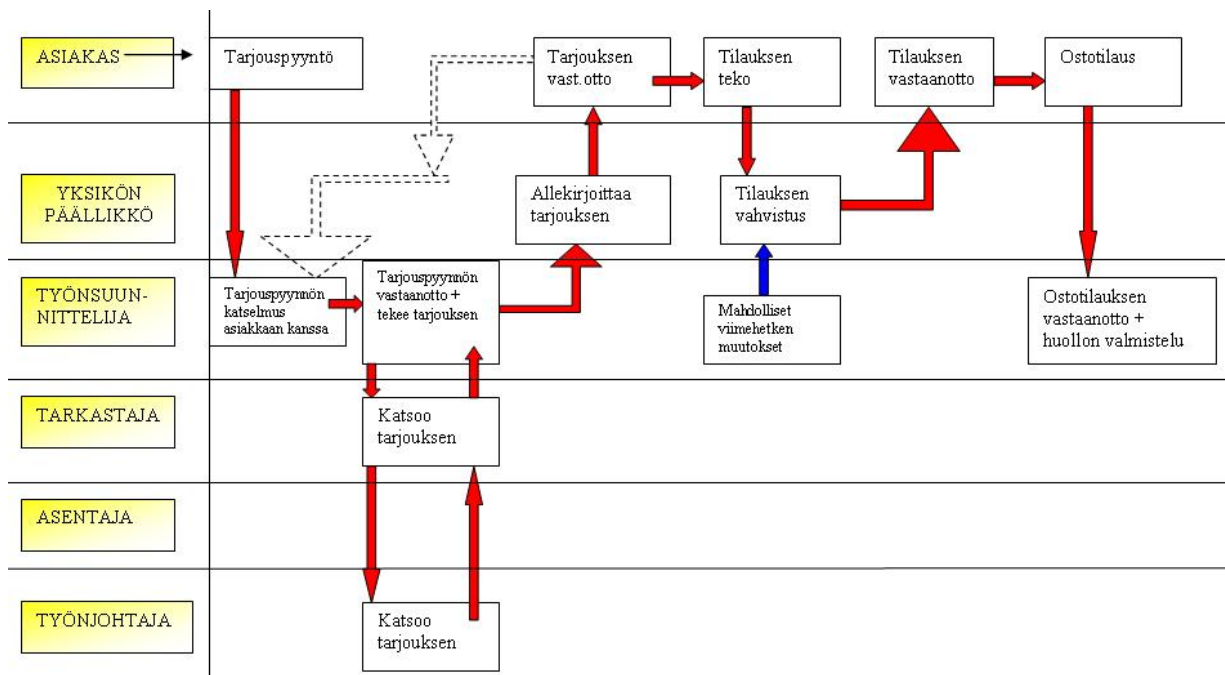 ASIAKAS
Tarjouspyyntö
Tarjouksen
vast.otto
Tilauksen
teko
Tilauksen
vastaanotto
Ostotilaus
YKSIKÖN
PÄÄLLIKKÖ
Allekirjoittaa
tarjouksen
Tilauksen
vahvistus
TYÖNSUUN-
NITTELIJA
Tarjouspyynnön
katselmus
asiakkaan kanssa
Tarjouspyynnön
vastaanotto +
tekee tarjouksen
Mahdolliset
viimehetken
muutokset
Ostotilauksen
vastaanotto +
huollon valmistelu
TARKASTAJA
Katsoo
tarjouksen
ASENTAJA
TYÖNJOHTAJA
Katsoo
tarjouksen